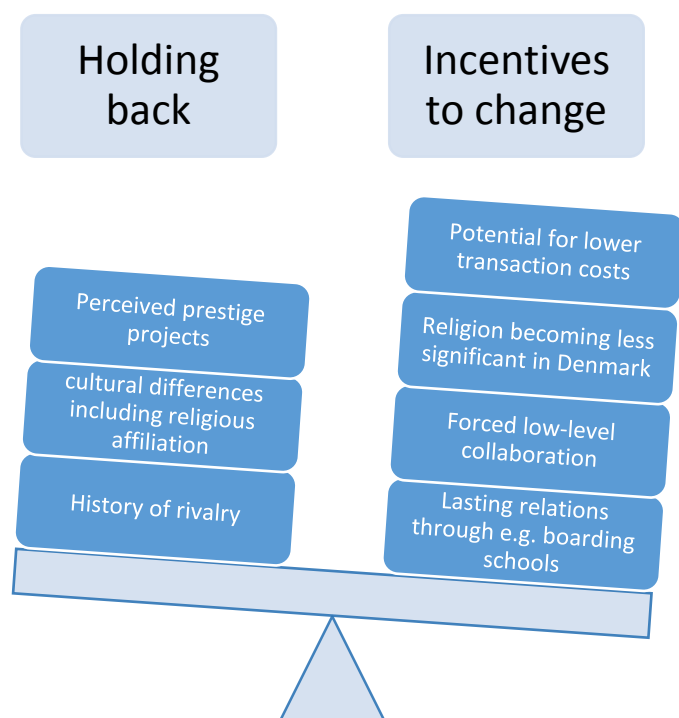 Holding
back
Incentives
to change
Perceived prestige
projects
cultural differences
including religious
affiliation
History of rivalry
Potential for lower
transaction costs
Religion becoming less
significant in Denmark
Forced low-level
collaboration
Lasting relations
through e.g. boarding
schools